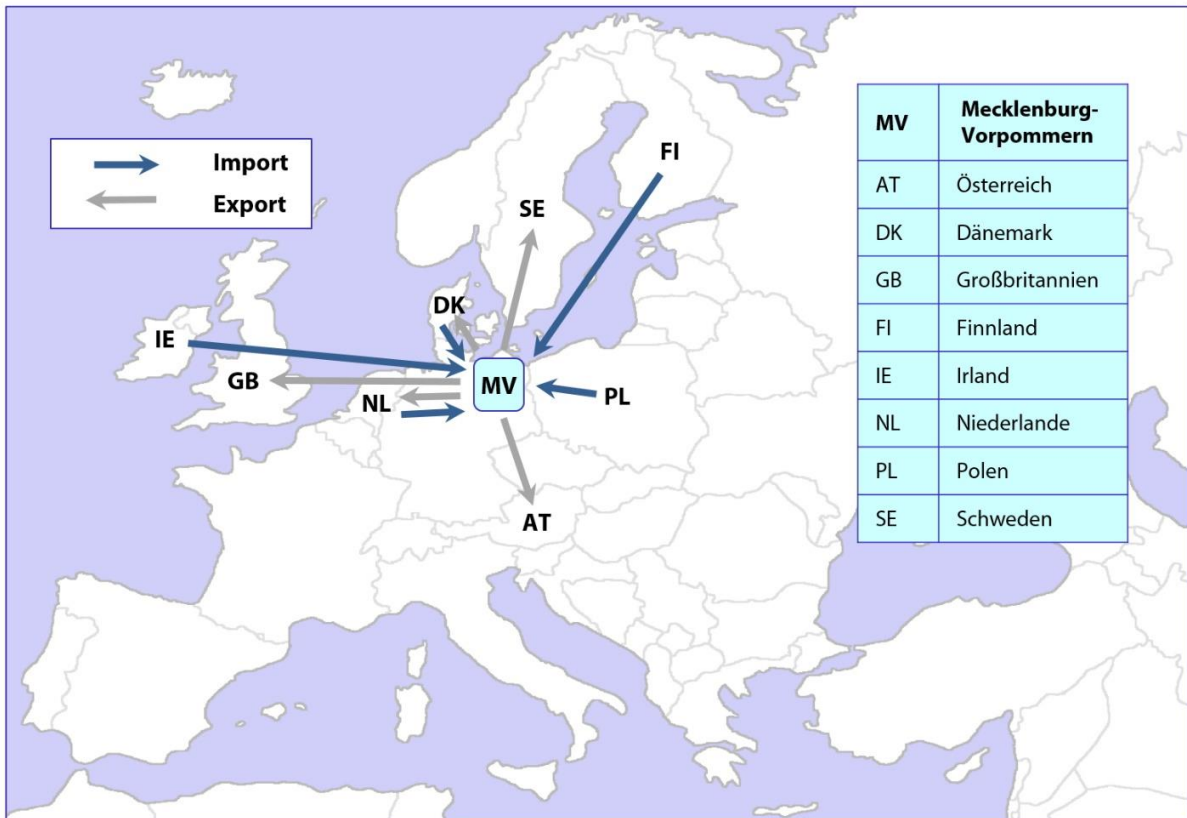 Import
Export
FI
SE
DK
IE
GB
NL
MV
PL
AT
MV Mecklenburg-
Vorpommern
AT Österreich
DK Dänemark
GB Großbritannien
FI Finnland
IE Irland
NL Niederlande
PL Polen
SE Schweden